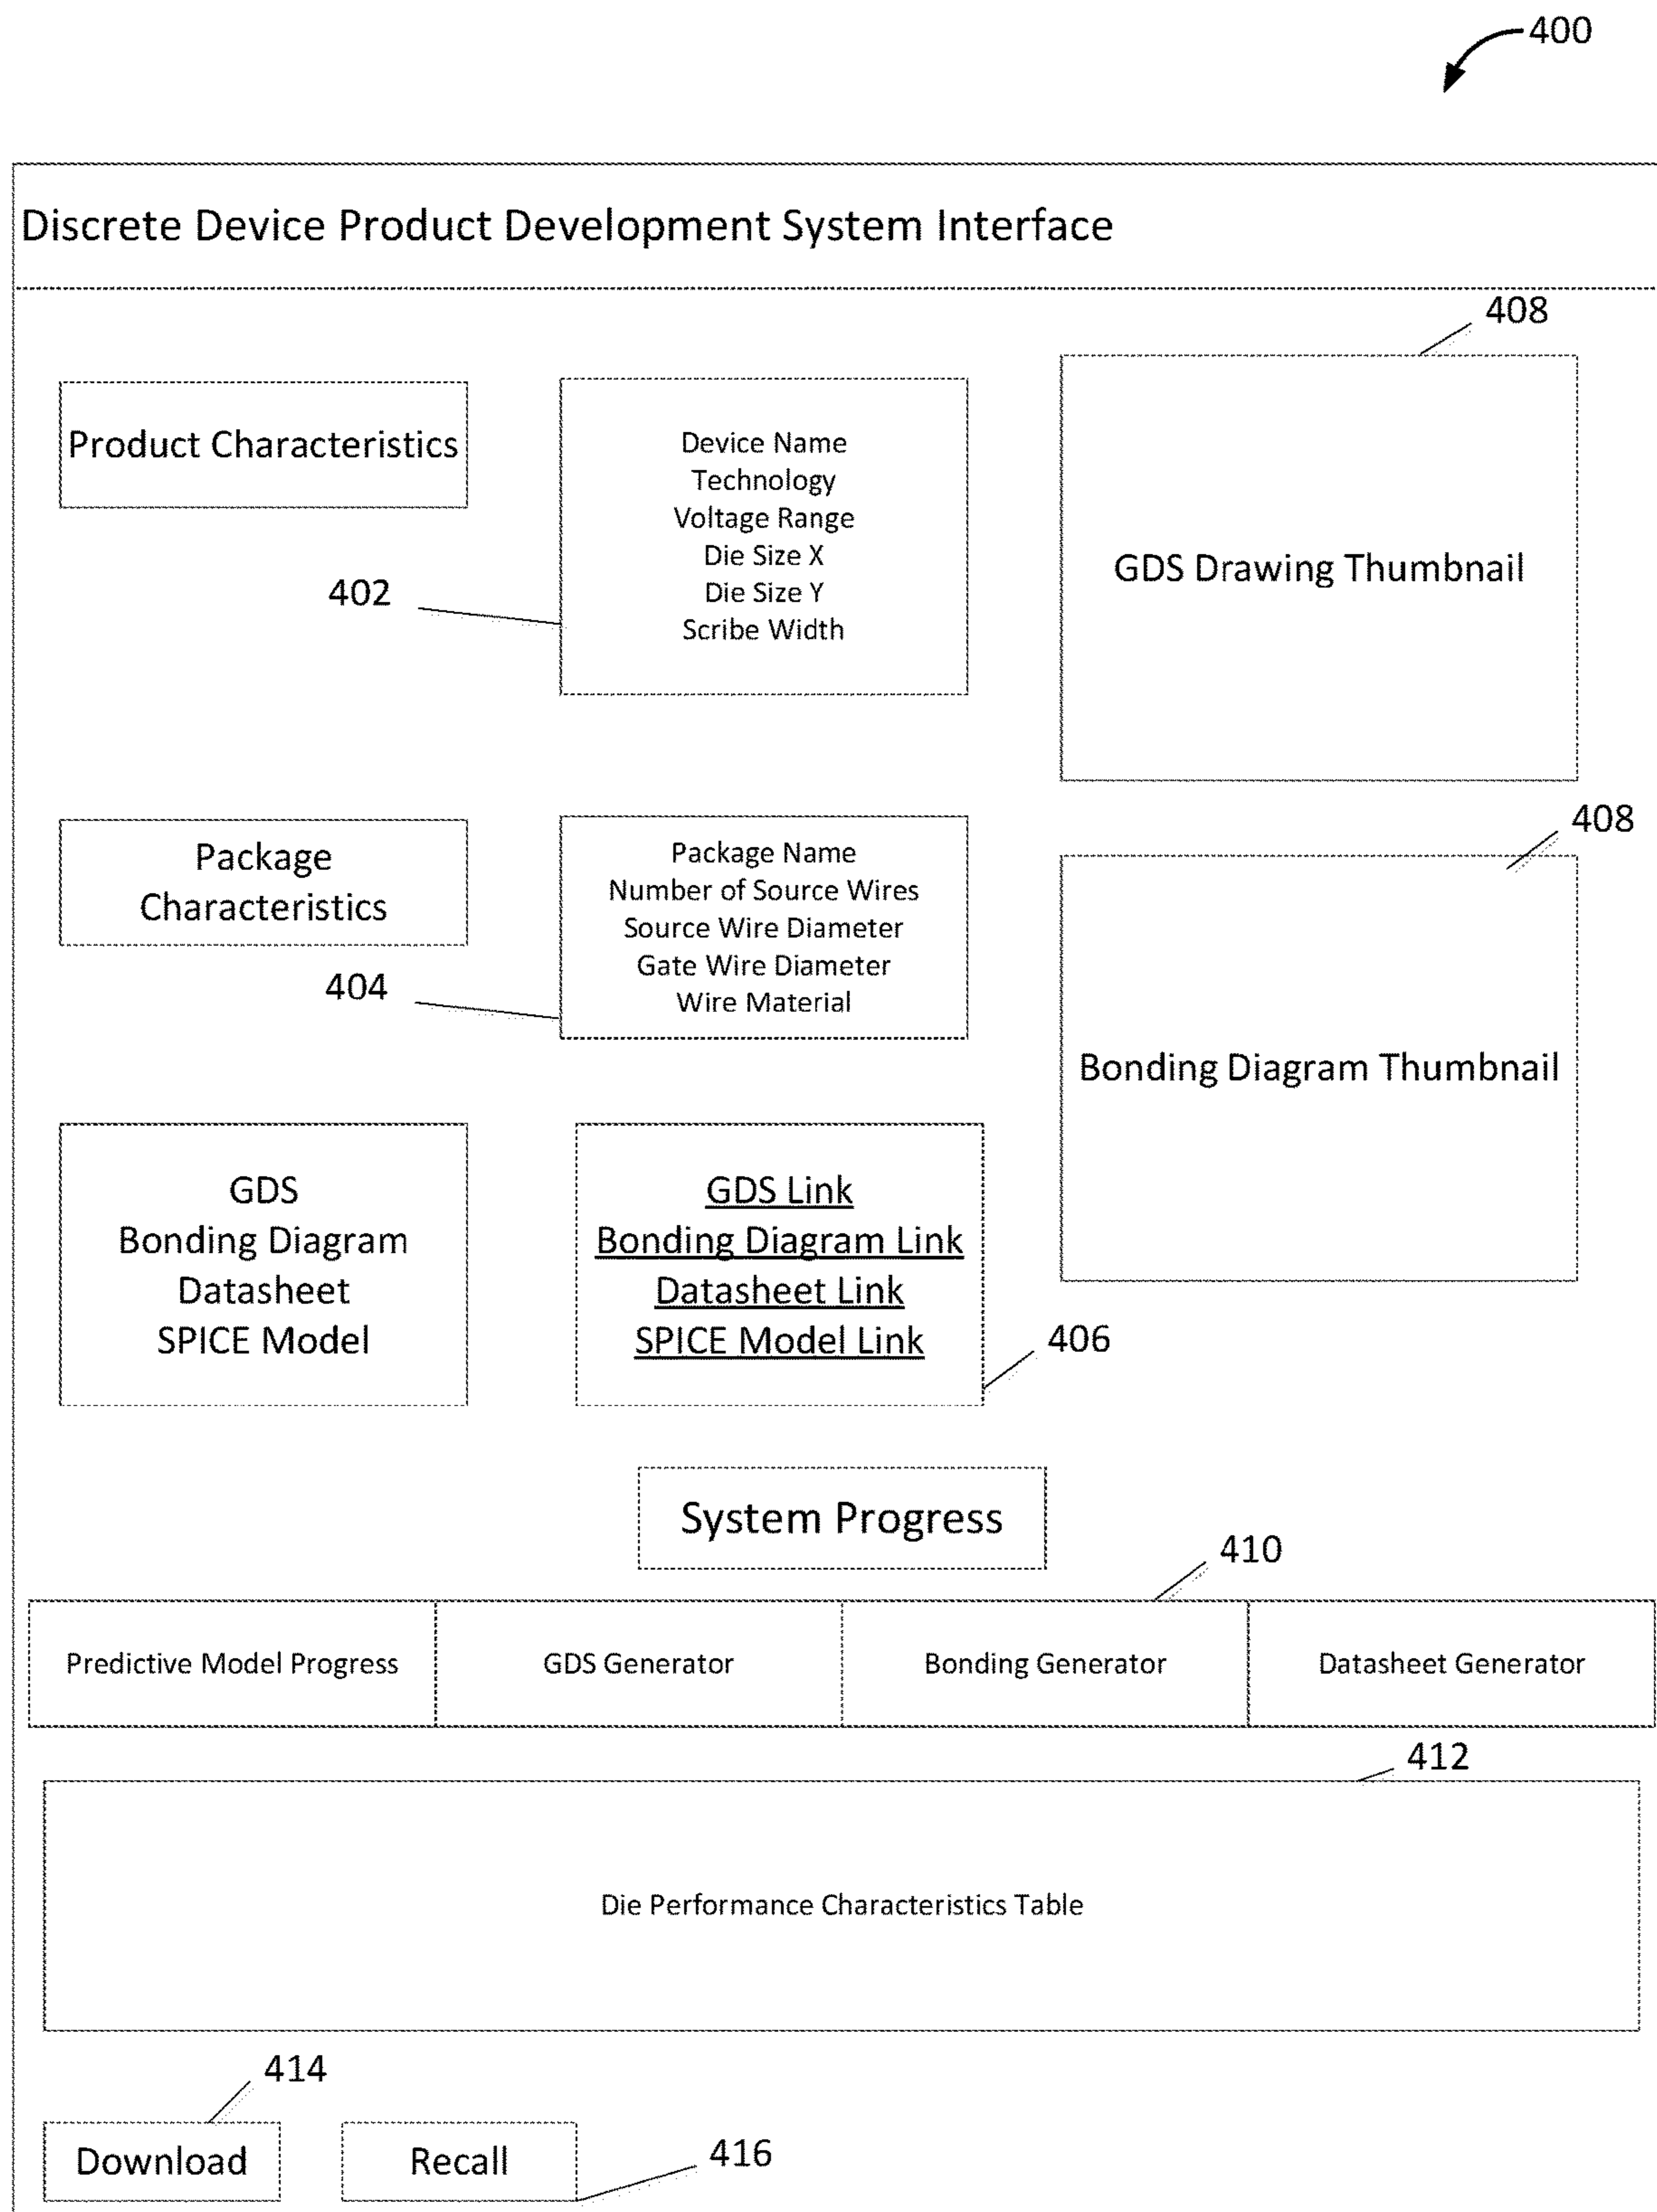 400
Discrete Device Product Development System Interface
408
Product Characteristics
Device Name
Technology
Voltage Range
Die Size X
Die Size Y
Scribe Width
402
GDS Drawing Thumbnail
408
Package
Characteristics
Package Name
Number of Source Wires
Source Wire Diameter
Gate Wire Diameter
Wire Material
404
Bonding Diagram Thumbnail
GDS
Bonding Diagram
Datasheet
SPICE Model
GDS Link
Bonding Diagram Link
Datasheet Link
SPICE Model Link
406
System Progress
410
Predictive Model Progress
GDS Generator
Bonding Generator
Datasheet Generator
412
Die Performance Characteristics Table
414
Download
Recall
416